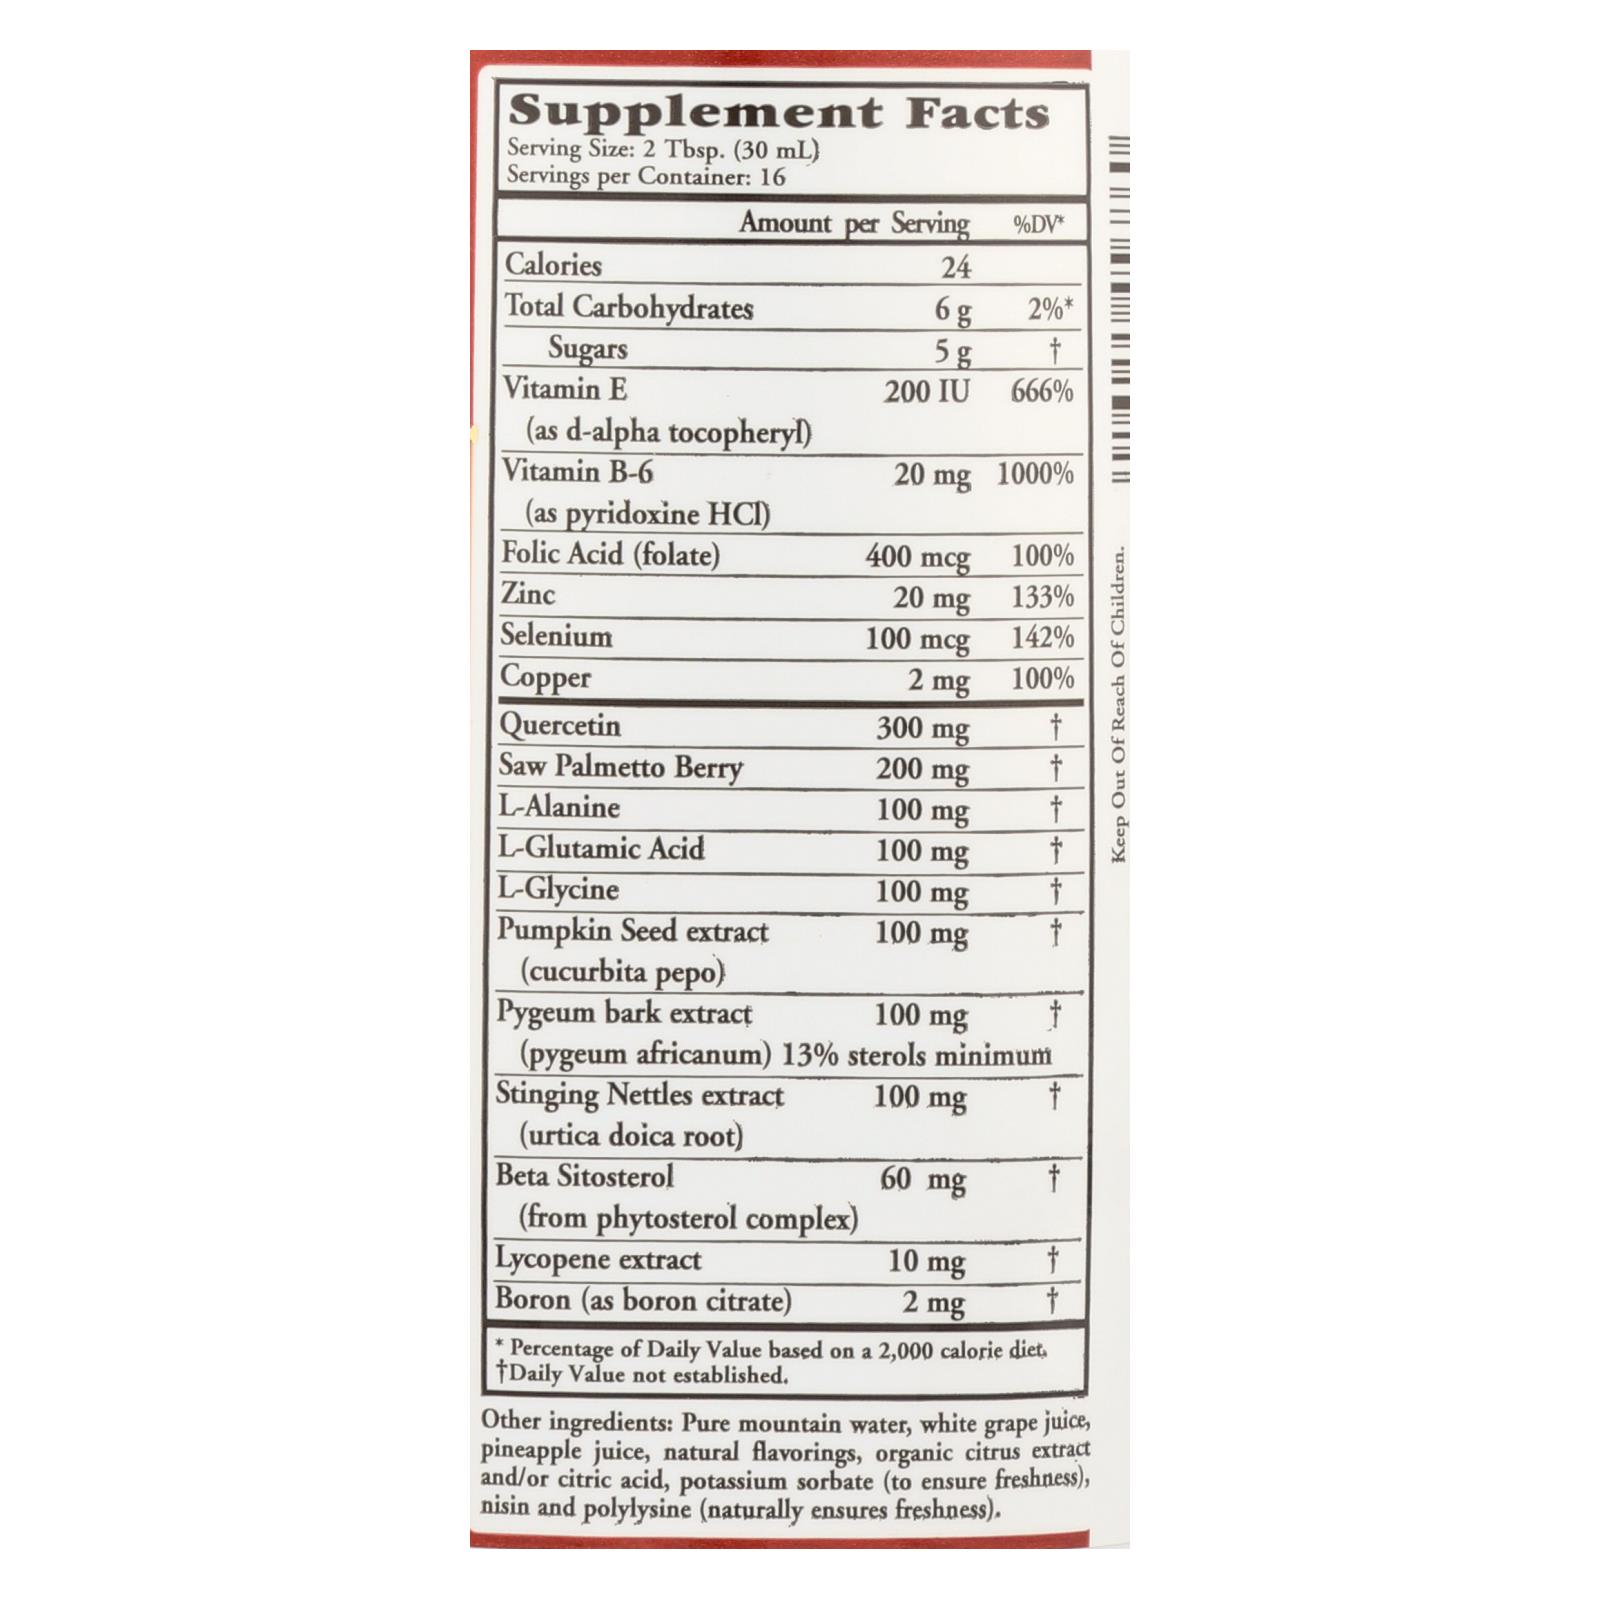 Supplement Facts
Serving Size: 2 Tbsp. (30 mL)
Servings per Container: 16
Amount per Serving %DV*
Calories 24
Total Carbohydrates 6 g 2%*
Sugars 5 g †
Vitamin E 200 IU 666%
(as d-alpha tocopheryl)
Vitamin B-6 20 mg 1000%
(as pyridoxine HCl)
Folic Acid (folate) 400 mcg 100%
Zinc 20 mg 133%
Selenium 100 mcg 142%
Copper 2 mg 100%
Quercetin 300 mg †
Saw Palmetto Berry 200 mg †
L-Alanine 100 mg †
L-Glutamic Acid 100 mg †
L-Glycine 100 mg †
Pumpkin Seed extract 100 mg †
(cucurbita pepo)
Pygeum bark extract 100 mg †
(pygeum africanum) 13% sterols minimum
Stinging Nettles extract 100 mg †
(urtica doica root)
Beta Sitosterol 60 mg †
(from phytosterol complex)
Lycopene extract 10 mg †
Boron (as boron citrate) 2 mg †
* Percentage of Daily Value based on a 2,000 calorie diet.
†Daily Value not established.
Other ingredients: Pure mountain water, white grape juice,
pineapple juice, natural flavorings, organic citrus extract
and/or citric acid, potassium sorbate (to ensure freshness),
nisin and polylysine (naturally ensures freshness).
Keep Out Of Reach Of Children.